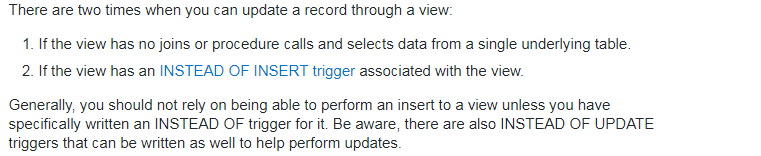 There are two times when you can update a record through a view:
1. If the view has no joins or procedure calls and selects data from a single underlying table.
2. If the view has an INSTEAD OF INSERT trigger associated with the view.
Generally, you should not rely on being able to perform an insert to a view unless you have
specifically written an INSTEAD OF trigger for it. Be aware, there are also INSTEAD OF UPDATE
triggers that can be written as well to help perform updates.